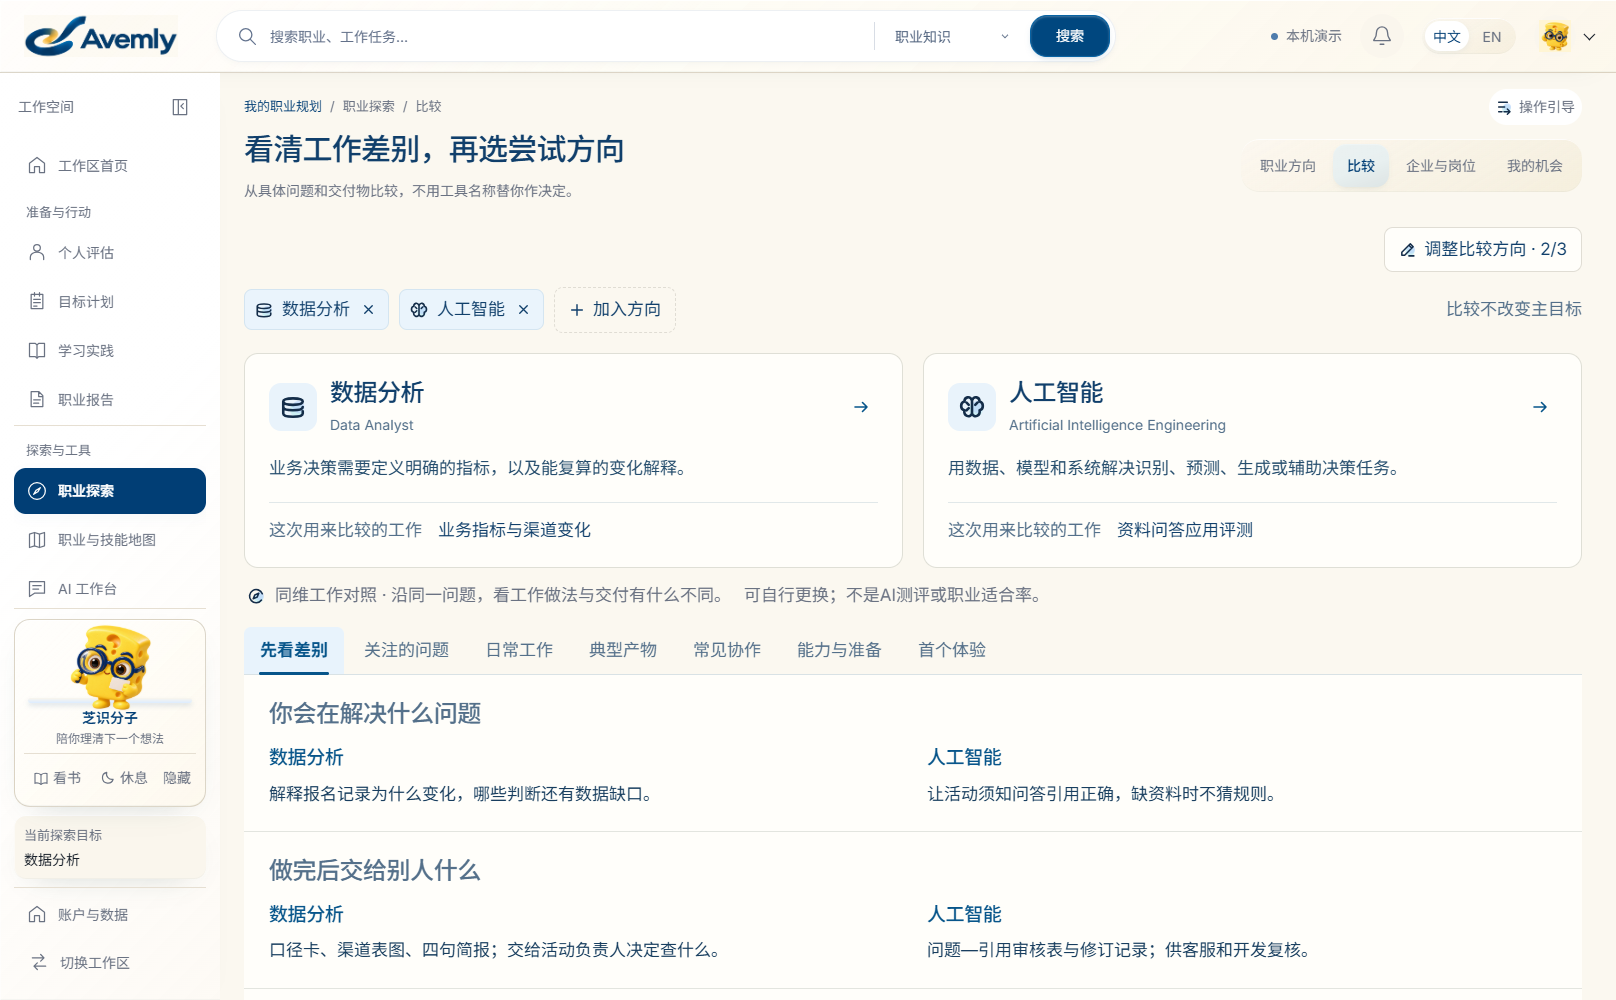 Avemly
搜索职业、工作任务...
职业知识
搜索
本机演示
中文
EN
工作空间
工作区首页
准备与行动
个人评估
目标计划
学习实践
职业报告
探索与工具
职业探索
职业与技能地图
AI 工作台
芝识分子
陪你理清下一个想法
看书
休息
隐藏
当前探索目标
数据分析
账户与数据
切换工作区
我的职业规划 / 职业探索 / 比较
操作引导
看清工作差别，再选尝试方向
从具体问题和交付物比较，不用工具名称替你作决定。
职业方向
比较
企业与岗位
我的机会
调整比较方向 · 2/3
数据分析
人工智能
加入方向
比较不改变主目标
数据分析
Data Analyst
业务决策需要定义明确的指标，以及能复算的变化解释。
这次用来比较的工作 业务指标与渠道变化
人工智能
Artificial Intelligence Engineering
用数据、模型和系统解决识别、预测、生成或辅助决策任务。
这次用来比较的工作 资料问答应用评测
同维工作对照 · 沿同一问题，看工作做法与交付有什么不同。 可自行更换；不是AI测评或职业适合率。
先看差别
关注的问题
日常工作
典型产物
常见协作
能力与准备
首个体验
你会在解决什么问题
数据分析
解释报名记录为什么变化，哪些判断还有数据缺口。
人工智能
让活动须知问答引用正确，缺资料时不猜规则。
做完后交给别人什么
数据分析
口径卡、渠道表图、四句简报；交给活动负责人决定查什么。
人工智能
问题—引用审核表与修订记录；供客服和开发复核。